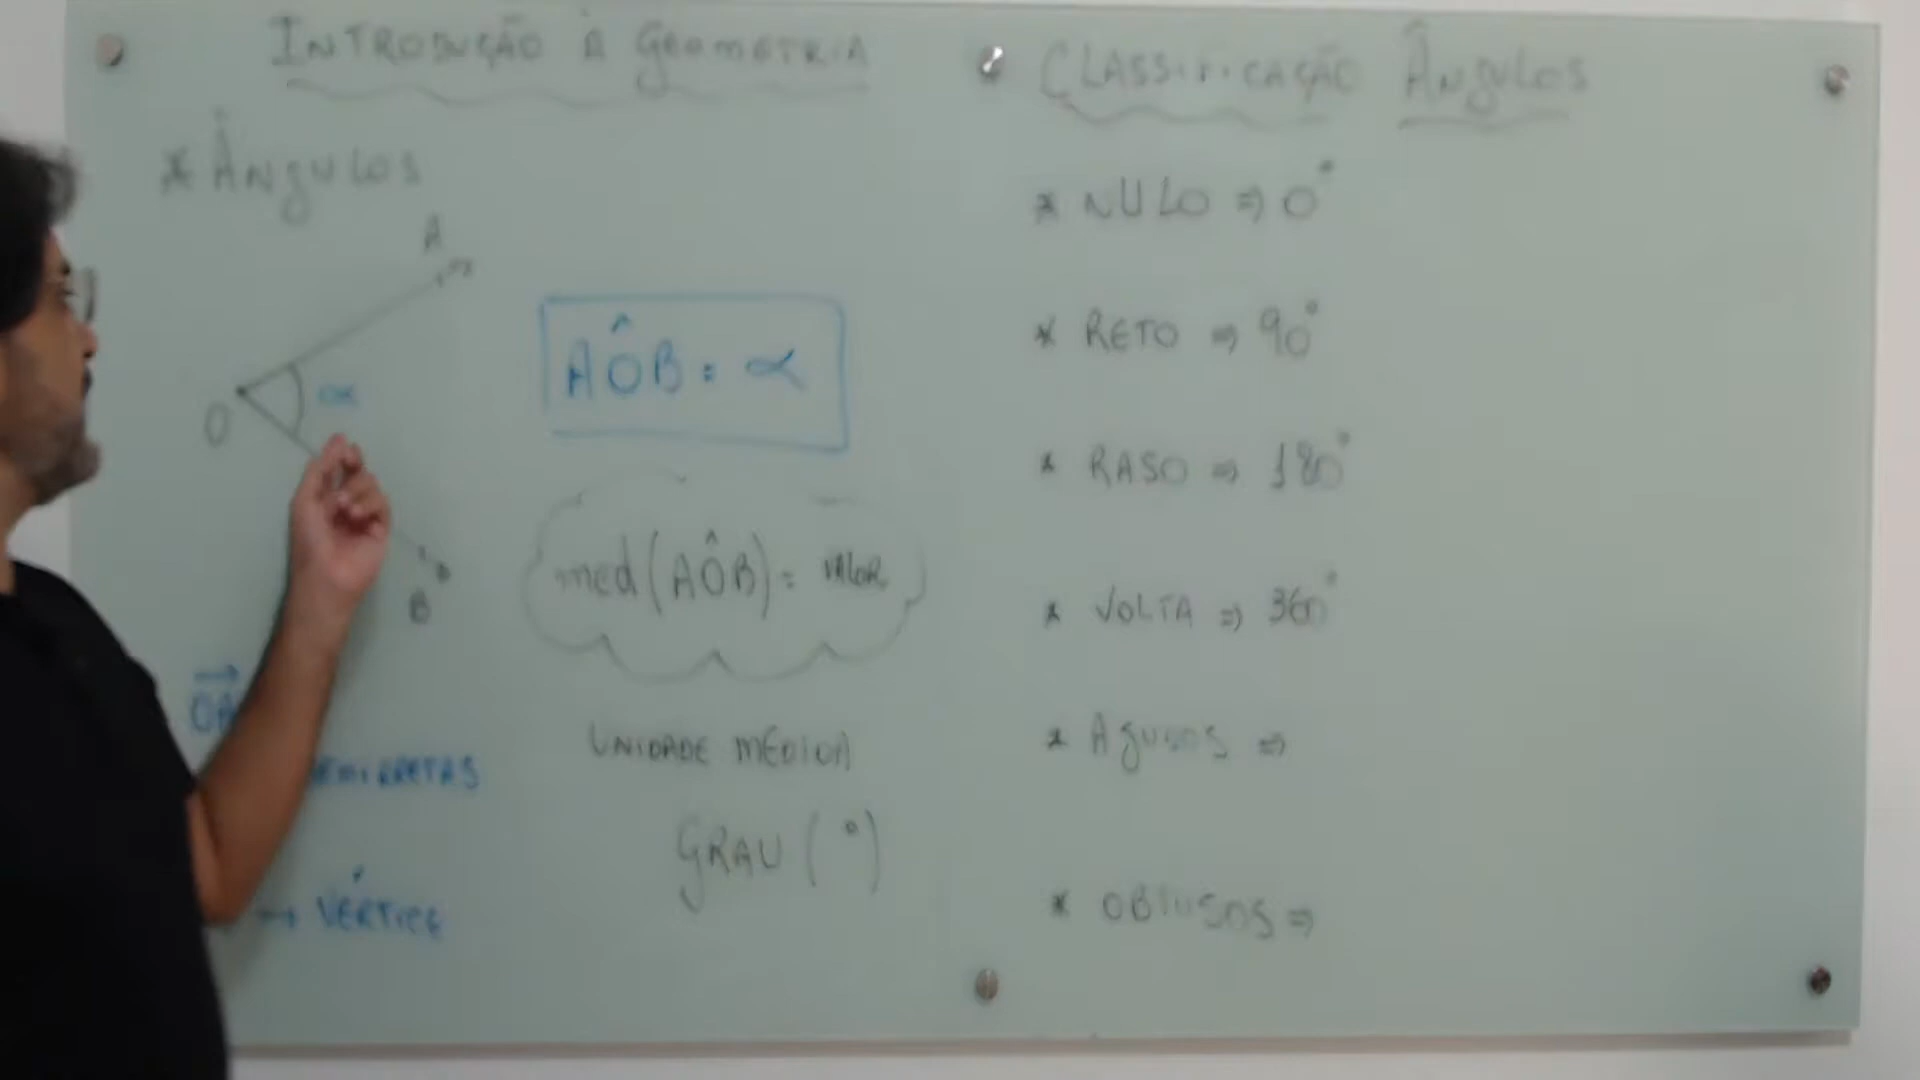 INTRODUÇÃO À GEOMETRIA
* ÂNGULOS
A
O
α
B
OA
SEMIRRETAS
→ VÉRTICE
AÔB = α
med(AÔB) = VALOR
UNIDADE MEDIDA
GRAU (°)
CLASSIFICAÇÃO ÂNGULOS
* NULO ⇒ 0°
* RETO ⇒ 90°
* RASO ⇒ 180°
* VOLTA ⇒ 360°
* AGUDOS ⇒
* OBTUSOS ⇒